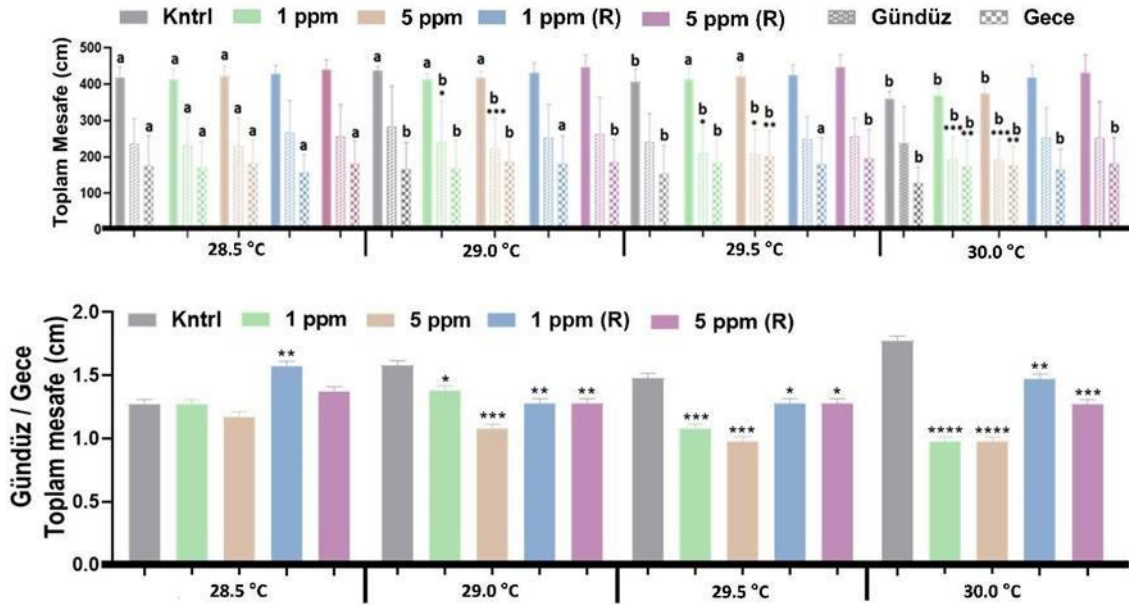 Kntrl 1 ppm 5 ppm 1 ppm (R) 5 ppm (R) Gündüz Gece
Toplam Mesafe (cm)
500
400
300
200
100
0
a a a a a a a a
a a b b * b b *** b a b b
b b a b * b a b * b ** a b b
b b b b *** b ** b b *** b ** b b
28.5 °C 29.0 °C 29.5 °C 30.0 °C
Kntrl 1 ppm 5 ppm 1 ppm (R) 5 ppm (R)
Gündüz / Gece
Toplam mesafe (cm)
2.0
1.5
1.0
0.5
0.0
**
* *** ** **
*** *** * *
**** **** ** ***
28.5 °C 29.0 °C 29.5 °C 30.0 °C